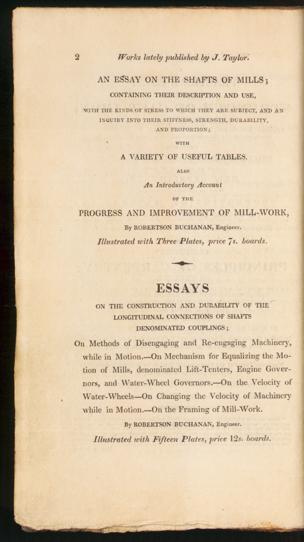 2 Works lately published by J. Taylor.
AN ESSAY ON THE SHAFTS OF MILLS;
CONTAINING THEIR DESCRIPTION AND USE,
WITH THE KINDS OF STRESS TO WHICH THEY ARE SUBJECT, AND AN
INQUIRY INTO THEIR STIFFNESS, STRENGTH, DURABILITY,
AND PROPORTION;
WITH
A VARIETY OF USEFUL TABLES.
ALSO
An Introductory Account
OF THE
PROGRESS AND IMPROVEMENT OF MILL-WORK,
By ROBERTSON BUCHANAN, Engineer.
Illustrated with Three Plates, price 7s. boards.
ESSAYS
ON THE CONSTRUCTION AND DURABILITY OF THE
LONGITUDINAL CONNECTIONS OF SHAFTS
DENOMINATED COUPLINGS;
On Methods of Disengaging and Re-engaging Machinery,
while in Motion.—On Mechanism for Equalizing the Mo-
tion of Mills, denominated Lift-Tenters, Engine Gover-
nors, and Water-Wheel Governors.—On the Velocity of
Water-Wheels—On Changing the Velocity of Machinery
while in Motion.—On the Framing of Mill-Work.
By ROBERTSON BUCHANAN, Engineer.
Illustrated with Fifteen Plates, price 12s. boards.